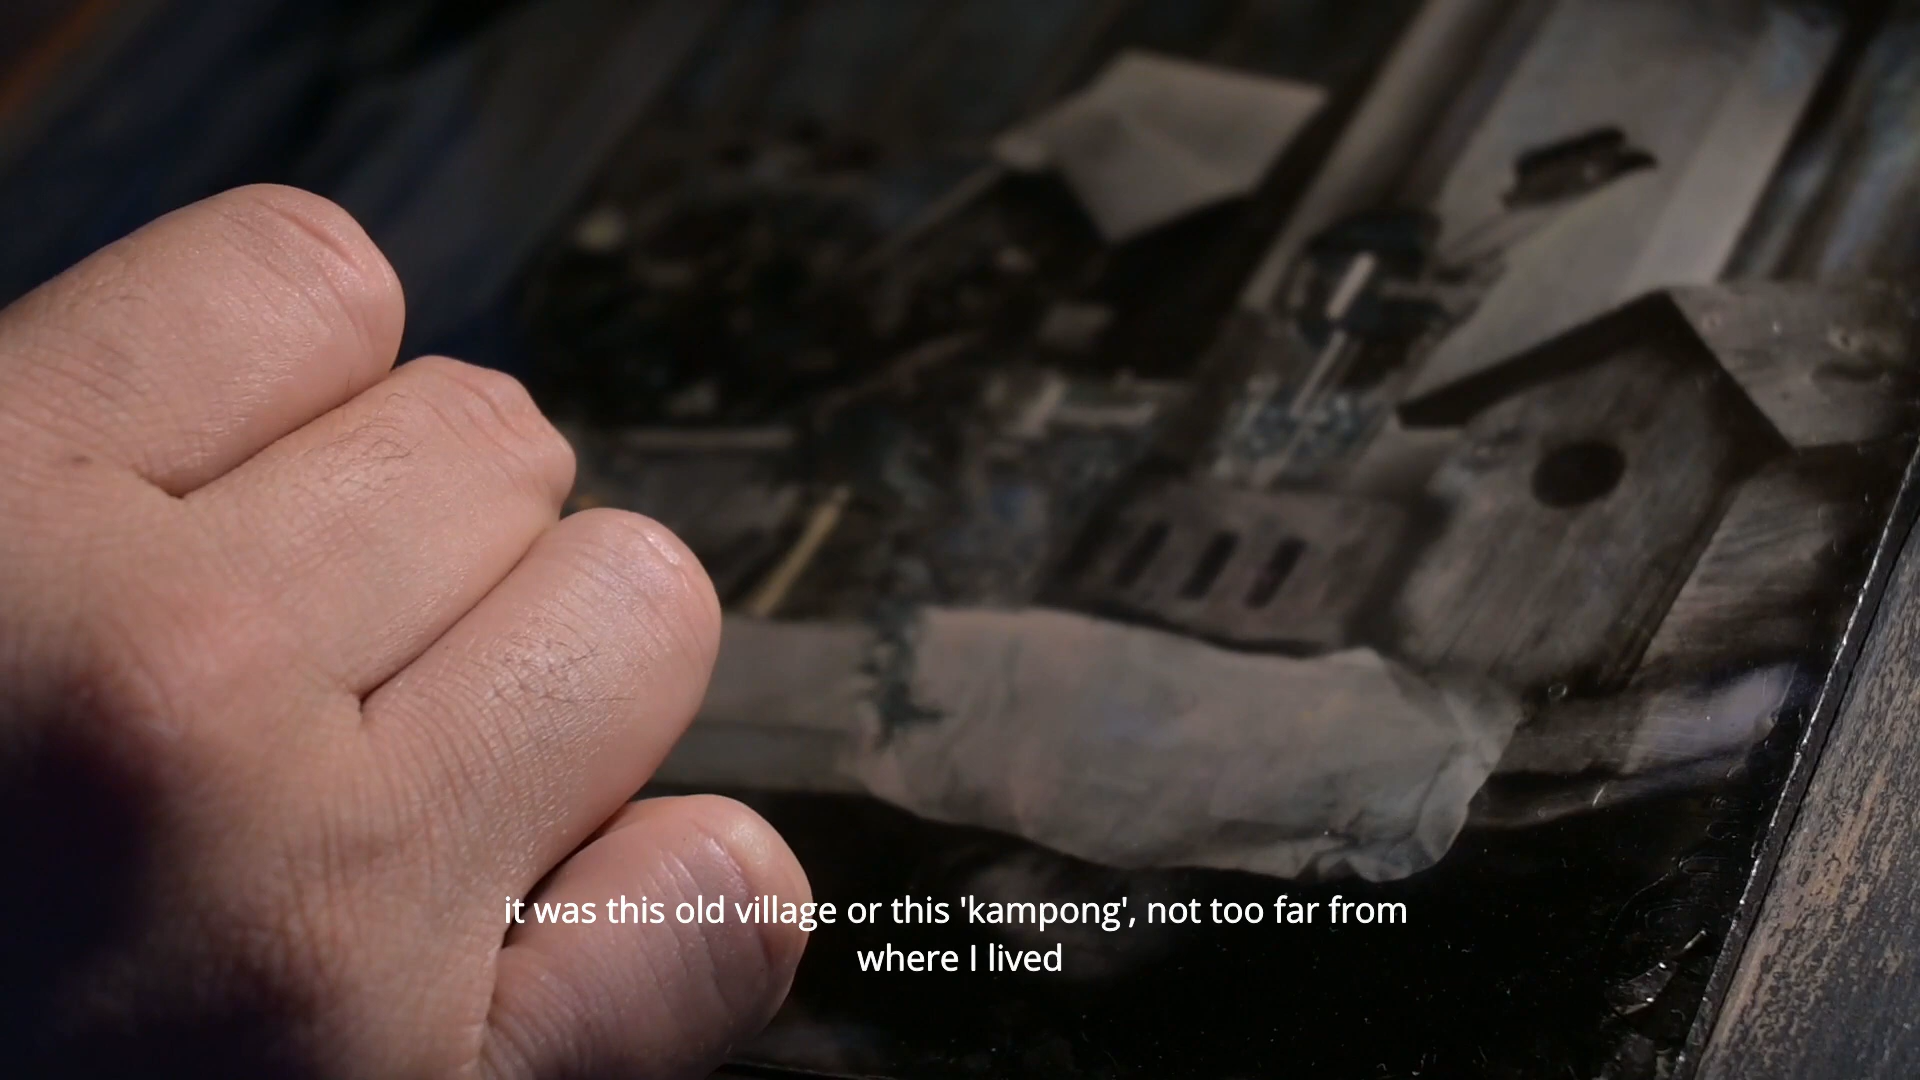 it was this old village or this 'kampong', not too far from
where I lived